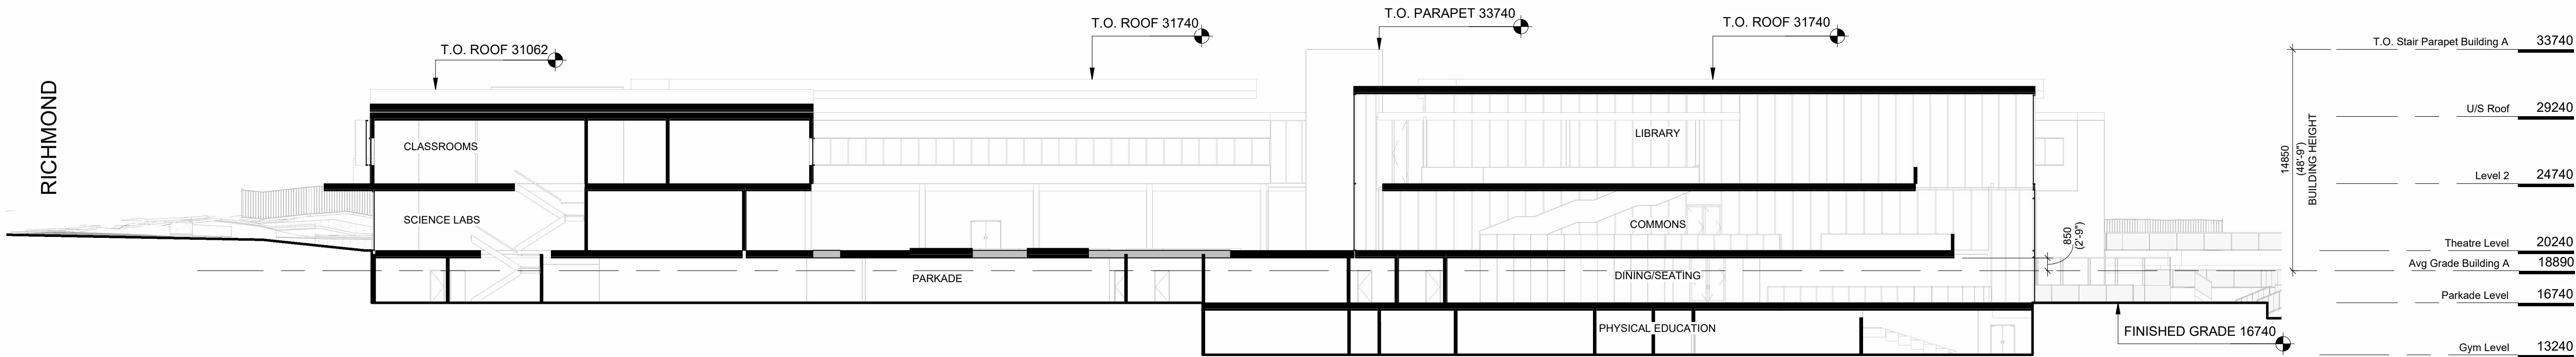 T.O. PARAPET 33740
T.O. ROOF 31740
T.O. ROOF 31740
T.O. ROOF 31062
T.O. Stair Parapet Building A 33740
RICHMOND
U/S Roof 29240
CLASSROOMS
LIBRARY
14850
(48'-9")
BUILDING HEIGHT
Level 2 24740
SCIENCE LABS
COMMONS
850
(2'-9")
Theatre Level 20240
Avg Grade Building A 18890
PARKADE
DINING/SEATING
Parkade Level 16740
PHYSICAL EDUCATION
FINISHED GRADE 16740
Gym Level 13240